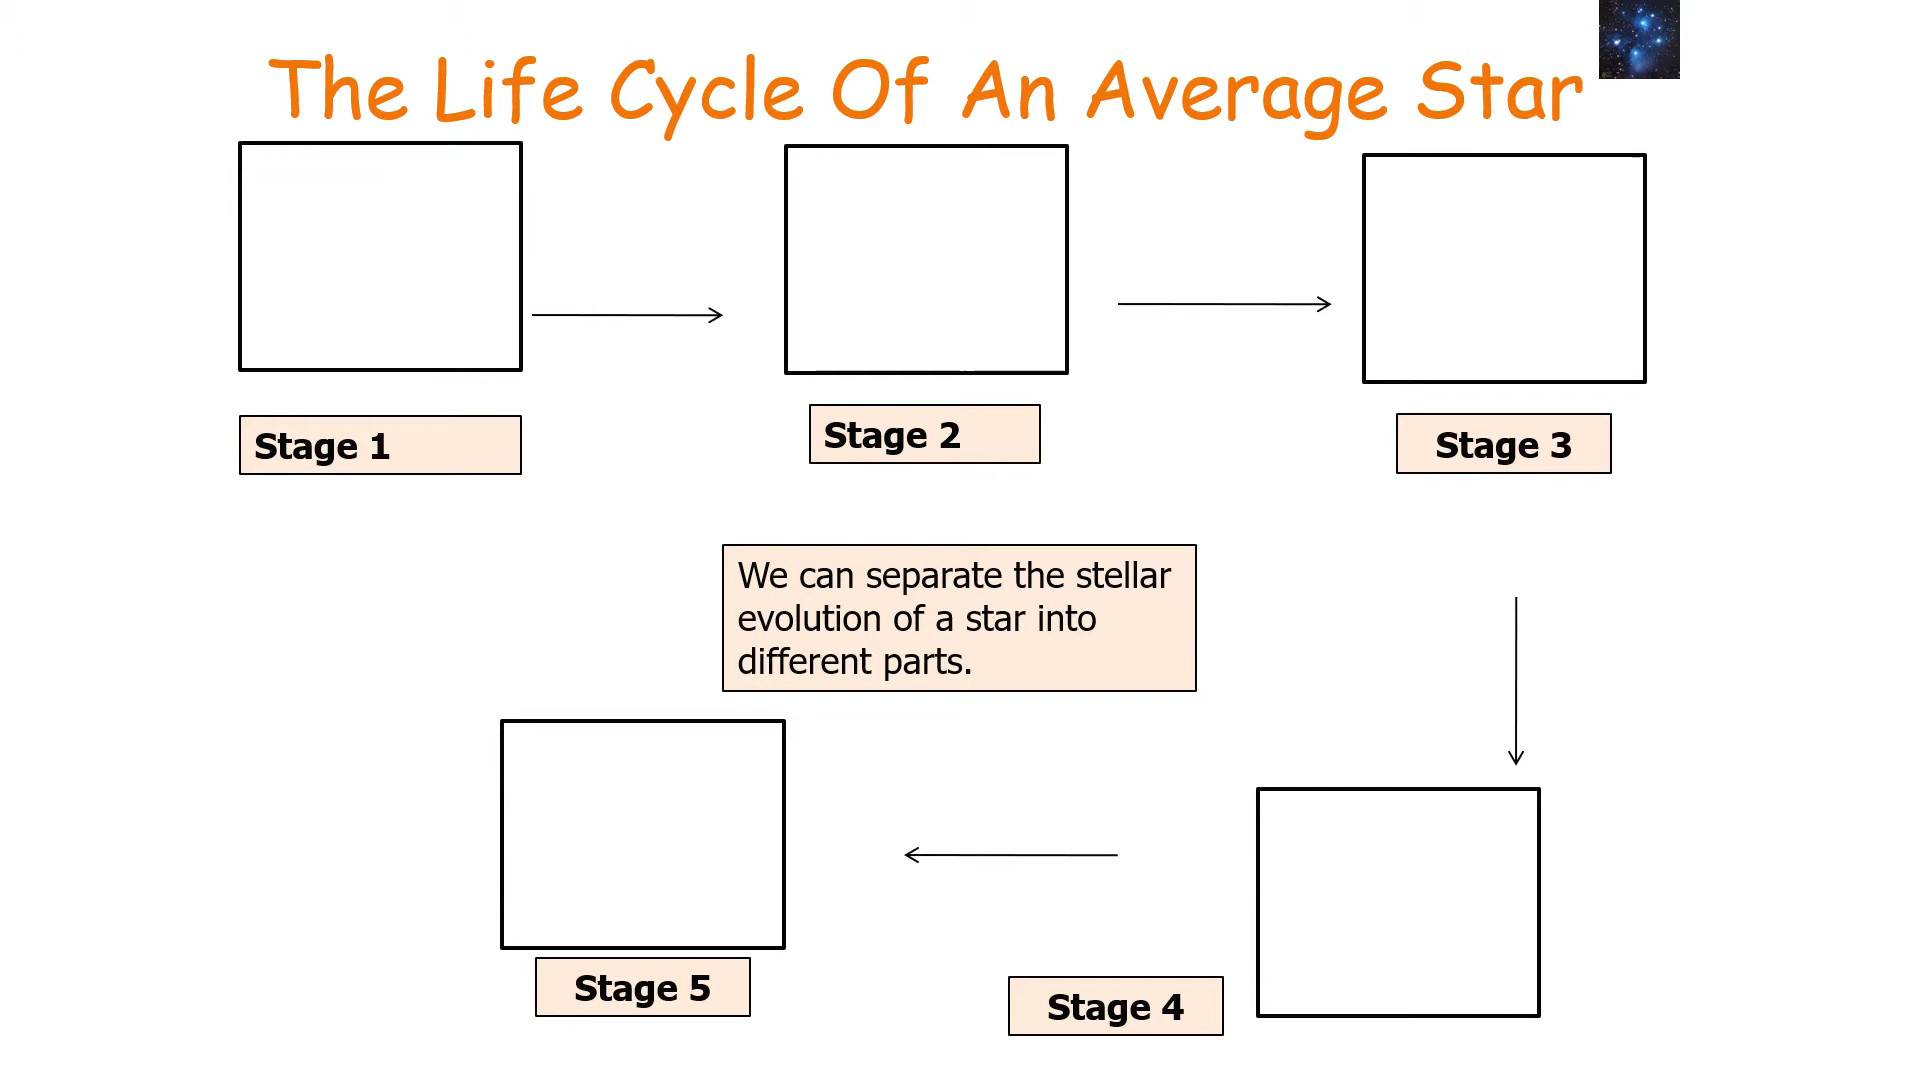 The Life Cycle Of An Average Star
Stage 1
Stage 2
Stage 3
We can separate the stellar
evolution of a star into
different parts.
Stage 5
Stage 4